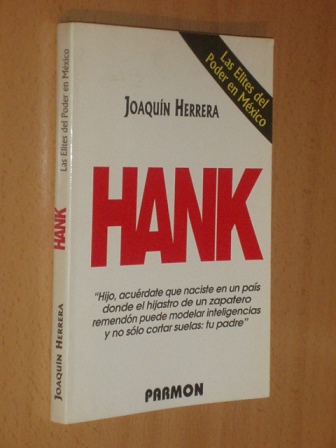 Las Elites del
Poder en México
JOAQUÍN HERRERA
HANK
"Hijo, acuérdate que naciste en un país
donde el hijastro de un zapatero
remendón puede modelar inteligencias
y no sólo cortar suelas: tu padre"
PARMON
JOAQUÍN HERRERA
HANK
Las Elites del Poder en México